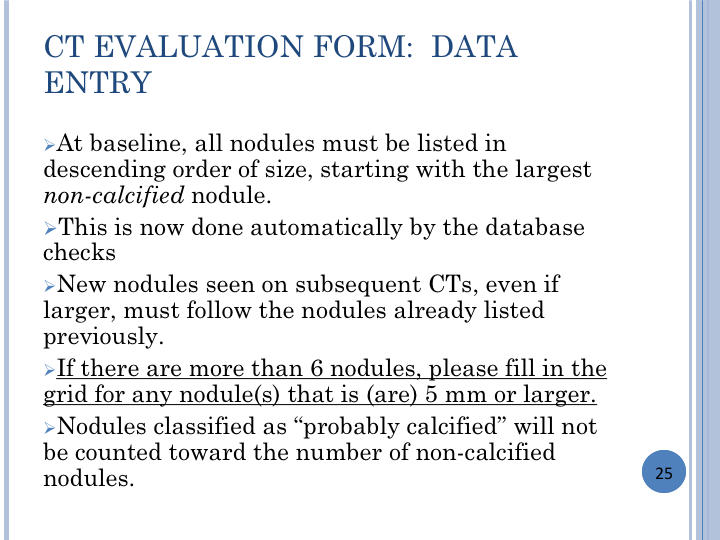 CT EVALUATION FORM:  DATA
ENTRY
➢At baseline, all nodules must be listed in
descending order of size, starting with the largest
non-calcified nodule.
➢This is now done automatically by the database
checks
➢New nodules seen on subsequent CTs, even if
larger, must follow the nodules already listed
previously.
➢If there are more than 6 nodules, please fill in the
grid for any nodule(s) that is (are) 5 mm or larger.
➢Nodules classified as “probably calcified” will not
be counted toward the number of non-calcified
nodules.
25